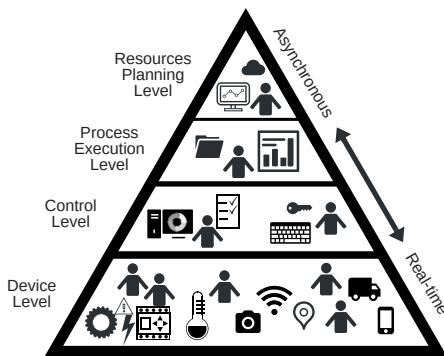 Resources
Planning
Level
Asynchronous
Process
Execution
Level
Control
Level
Device
Level
Real-time